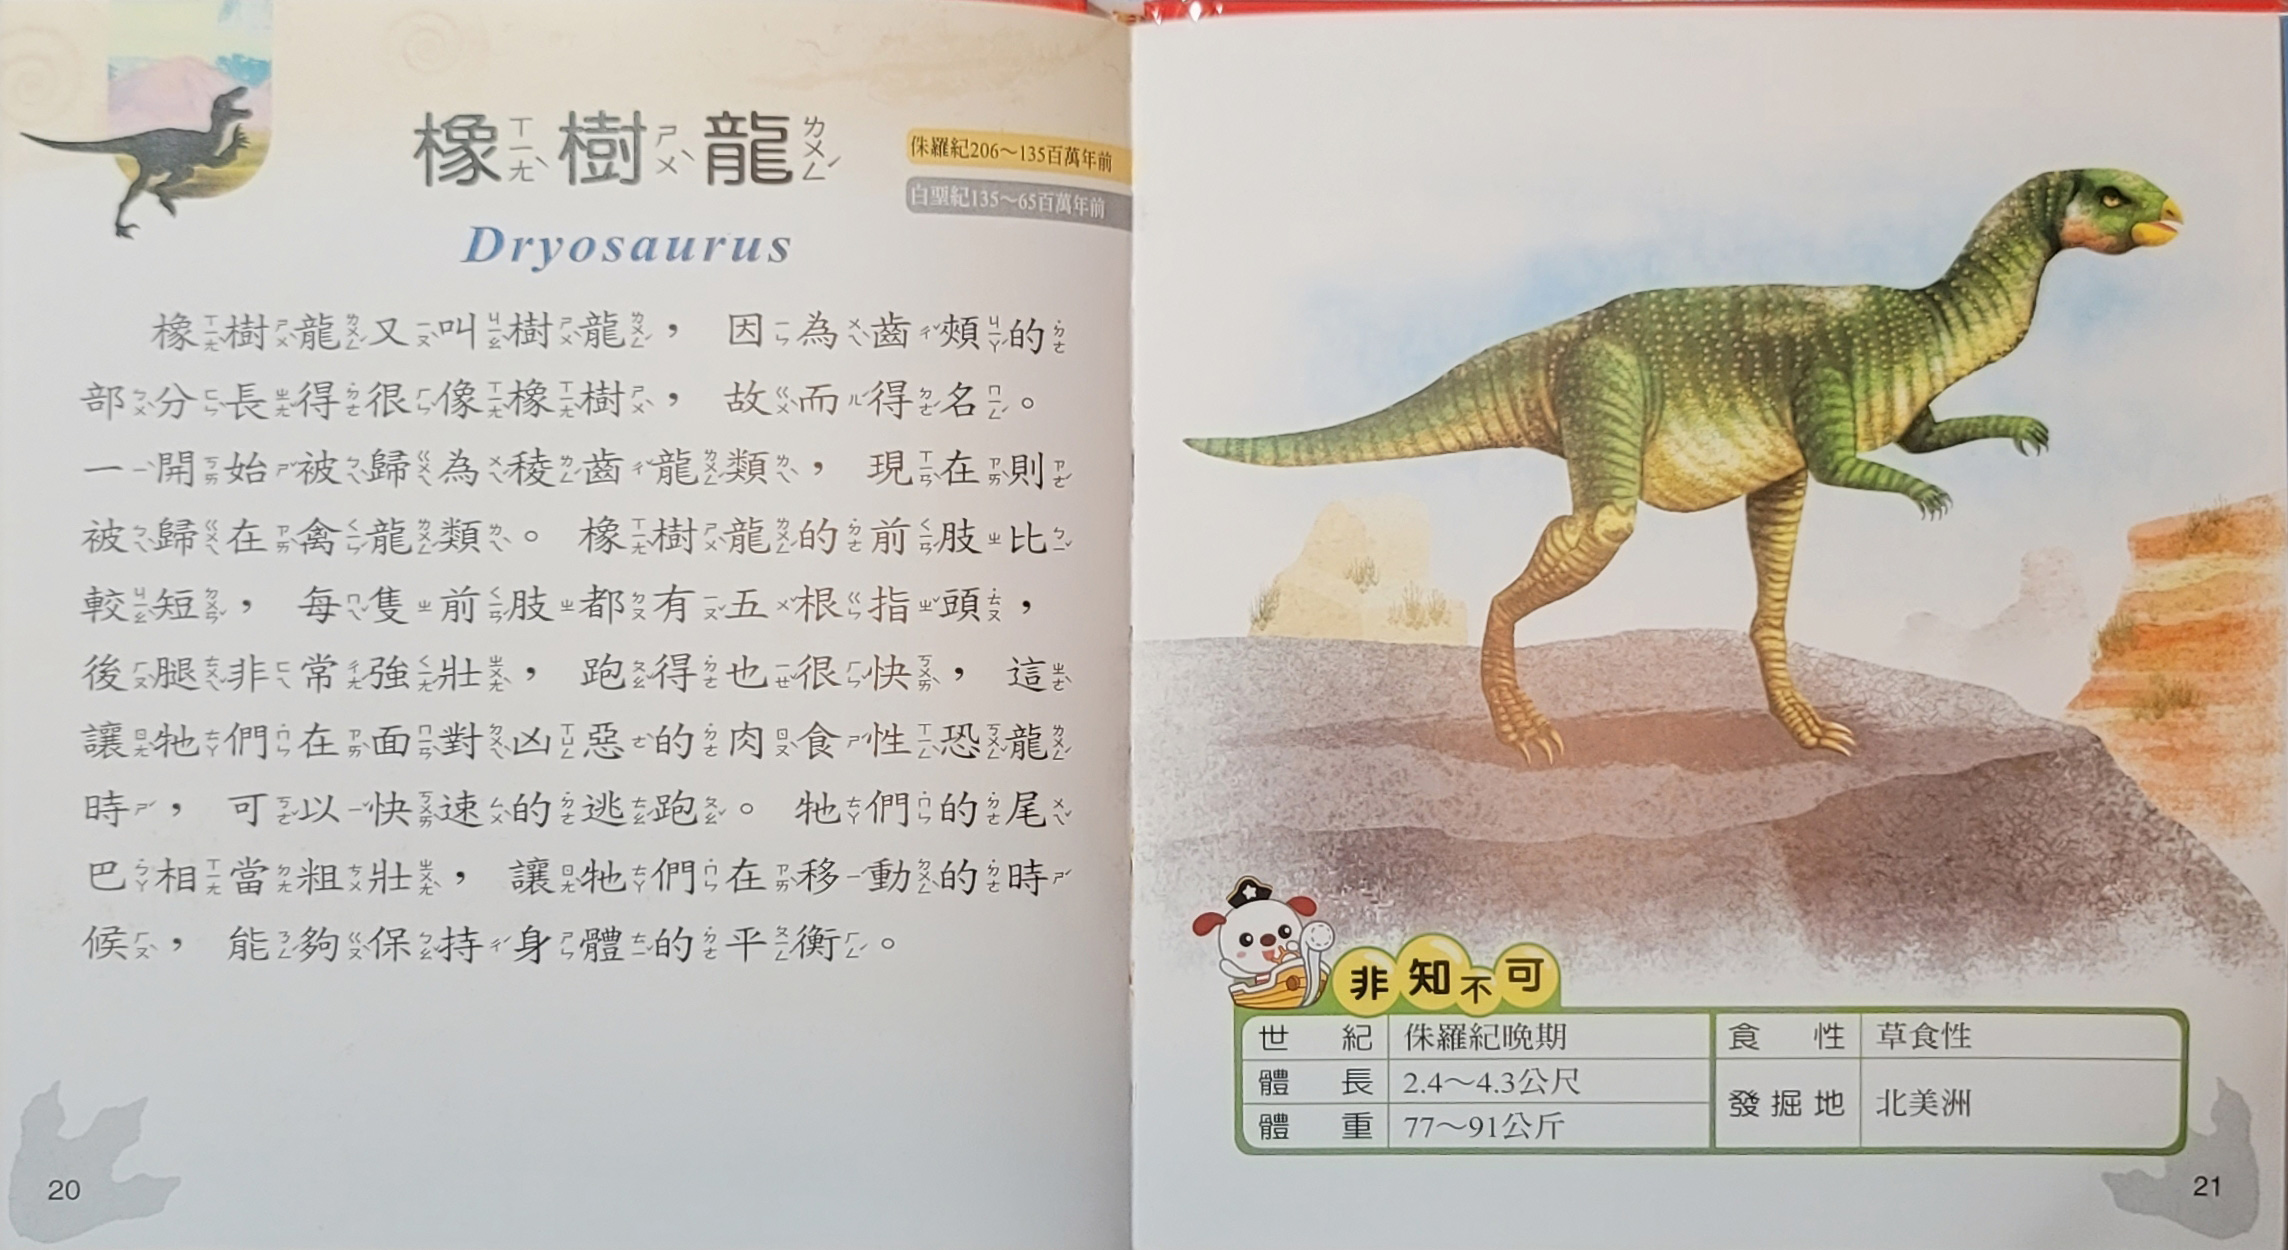 橡樹龍
ㄒㄧㄤˋ ㄕㄨˋ ㄌㄨㄥˊ
侏羅紀206～135百萬年前
白堊紀135～65百萬年前
Dryosaurus
橡樹龍又叫樹龍，因為齒頰的
部分長得很像橡樹，故而得名。
一開始被歸為稜齒龍類，現在則
被歸在禽龍類。橡樹龍的前肢比
較短，每隻前肢都有五根指頭，
後腿非常強壯，跑得也很快，這
讓牠們在面對凶惡的肉食性恐龍
時，可以快速的逃跑。牠們的尾
巴相當粗壯，讓牠們在移動的時
候，能夠保持身體的平衡。
20
非知不可
世紀 侏羅紀晚期
體長 2.4～4.3公尺
體重 77～91公斤
食性 草食性
發掘地 北美洲
21